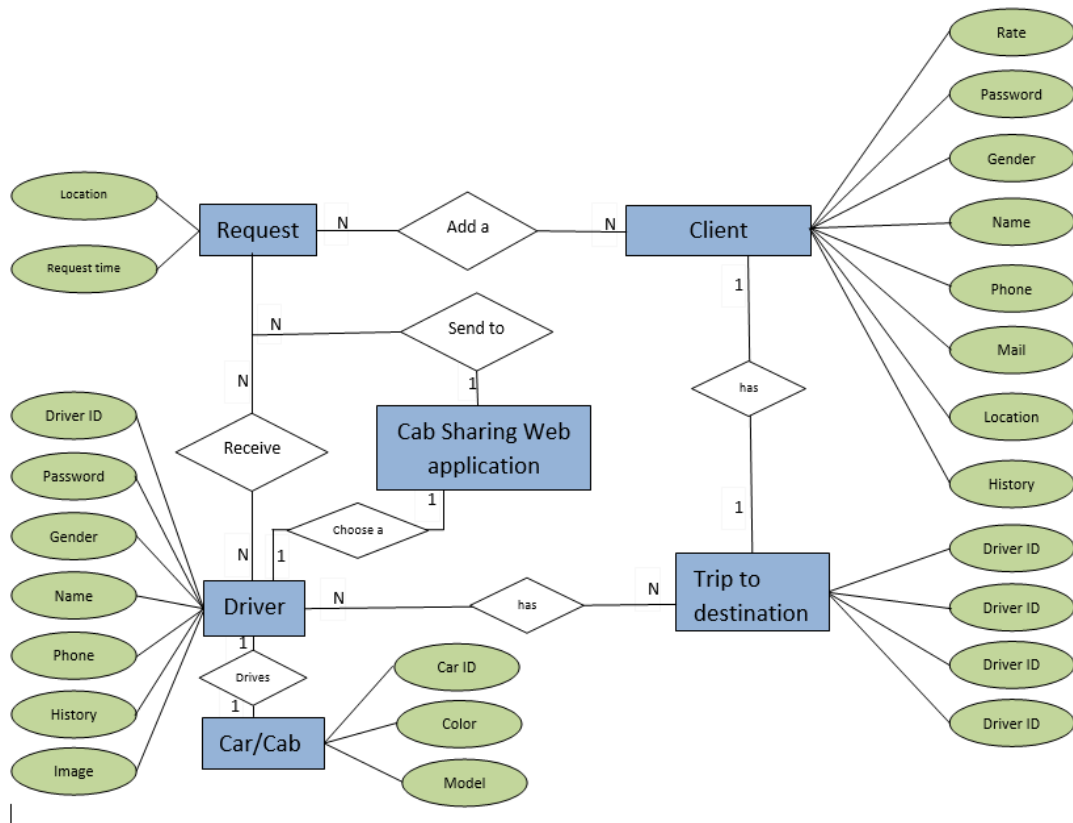 Rate
Password
Gender
Location
Name
Request
N
Add a
N
Client
Request time
Phone
1
N
Send to
Mail
N
1
has
Driver ID
Cab Sharing Web
application
Location
Receive
Password
History
1
1
Choose a
Gender
N
1
Driver ID
Name
Driver
N
has
N
Trip to
destination
Driver ID
1
Phone
Drives
Car ID
Driver ID
1
History
Car/Cab
Color
Driver ID
Image
Model